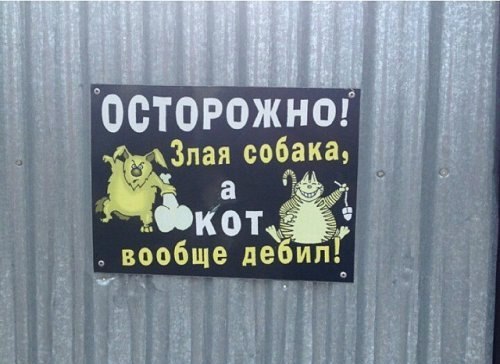 ОСТОРОЖНО!
Злая собака,
а
кот
вообще дебил!